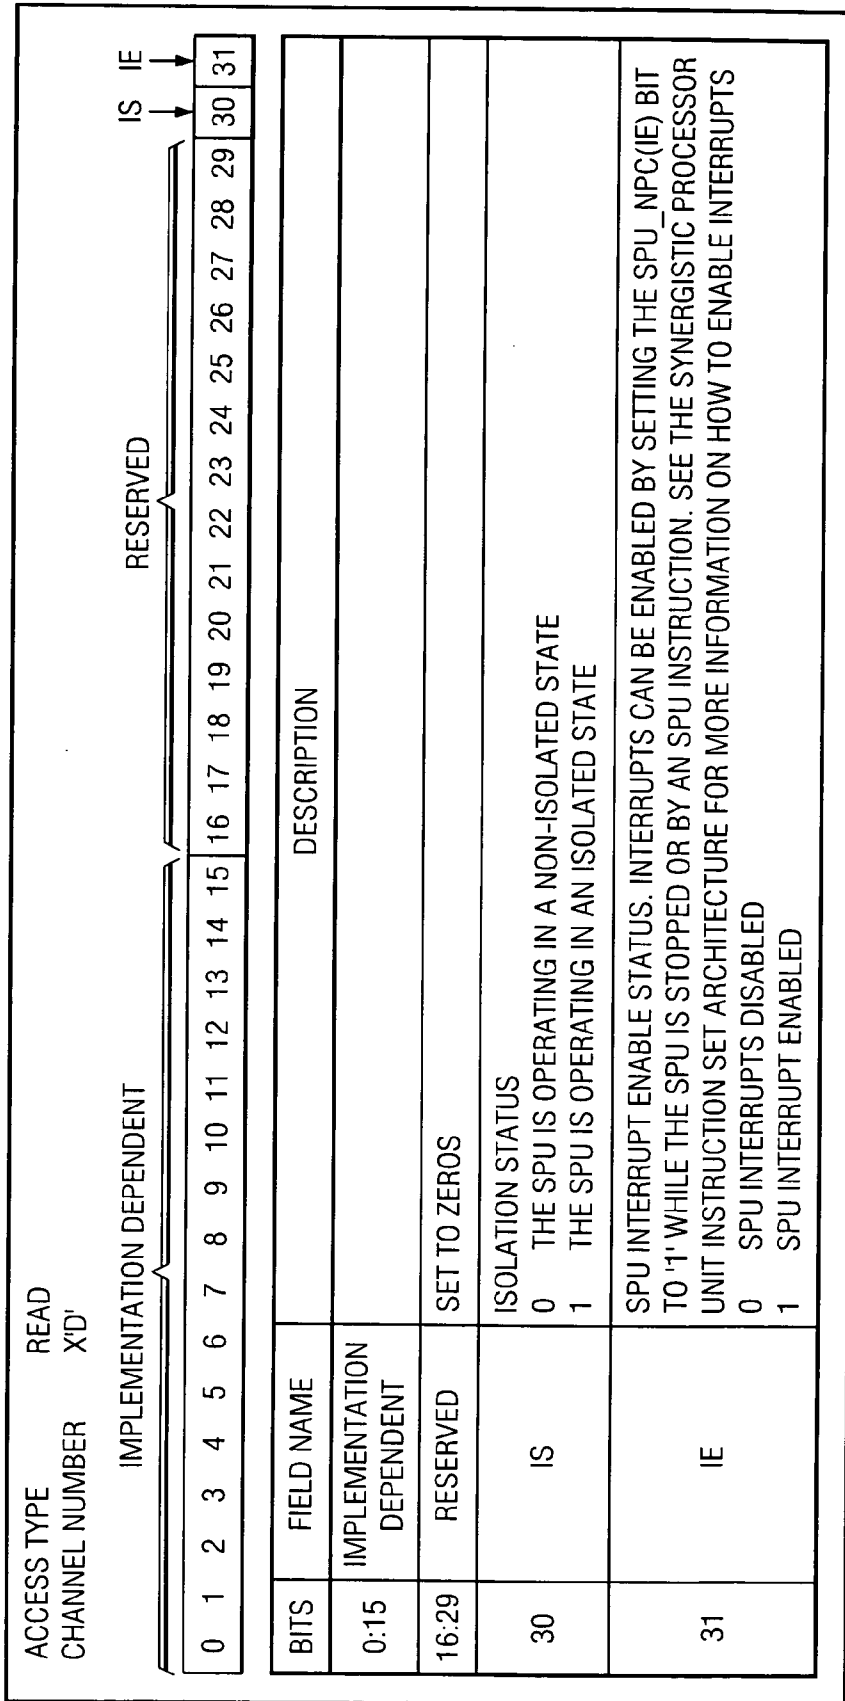 ACCESS TYPE READ
CHANNEL NUMBER X'D'
IS IE
IMPLEMENTATION DEPENDENT RESERVED
0 1 2 3 4 5 6 7 8 9 10 11 12 13 14 15 16 17 18 19 20 21 22 23 24 25 26 27 28 29 30 31
BITS FIELD NAME DESCRIPTION
0:15 IMPLEMENTATION
DEPENDENT
16:29 RESERVED SET TO ZEROS
30 IS ISOLATION STATUS
0 THE SPU IS OPERATING IN A NON-ISOLATED STATE
1 THE SPU IS OPERATING IN AN ISOLATED STATE
31 IE SPU INTERRUPT ENABLE STATUS. INTERRUPTS CAN BE ENABLED BY SETTING THE SPU_NPC(IE) BIT
TO '1' WHILE THE SPU IS STOPPED OR BY AN SPU INSTRUCTION. SEE THE SYNERGISTIC PROCESSOR
UNIT INSTRUCTION SET ARCHITECTURE FOR MORE INFORMATION ON HOW TO ENABLE INTERRUPTS
0 SPU INTERRUPTS DISABLED
1 SPU INTERRUPT ENABLED